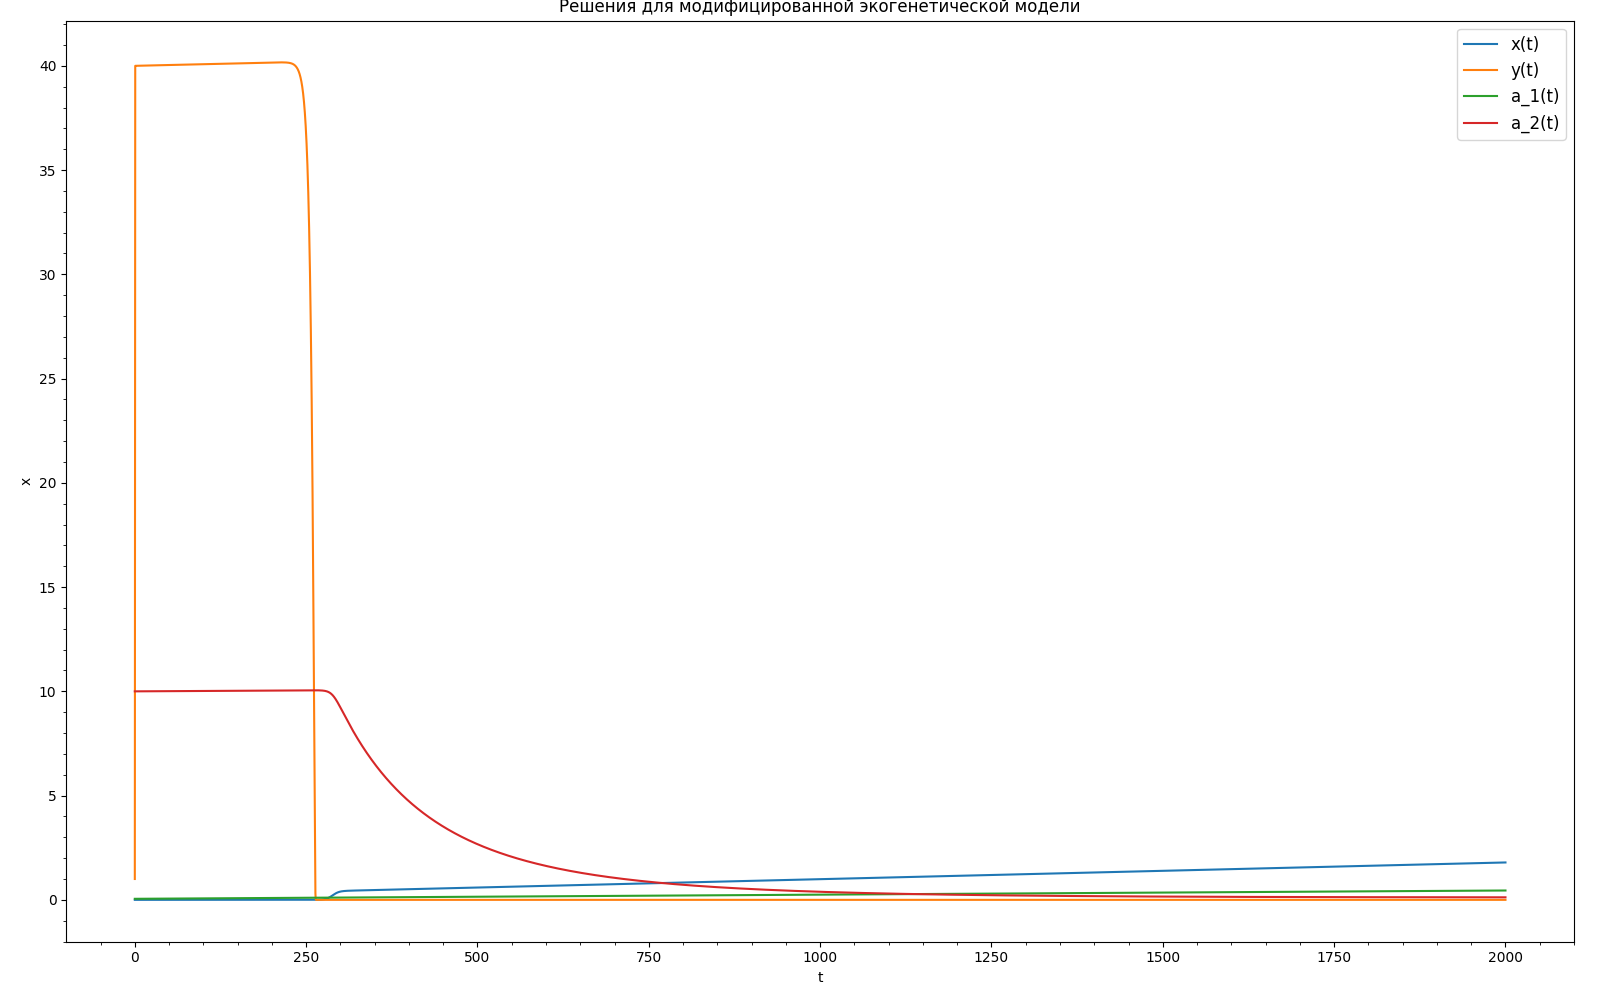 Решения для модифицированной экогенетической модели
x(t)
y(t)
a_1(t)
a_2(t)
40
35
30
25
20
15
10
5
0
x
0 250 500 750 1000 1250 1500 1750 2000
t